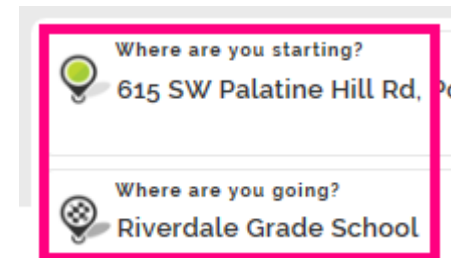 Where are you starting?
615 SW Palatine Hill Rd,
Where are you going?
Riverdale Grade School